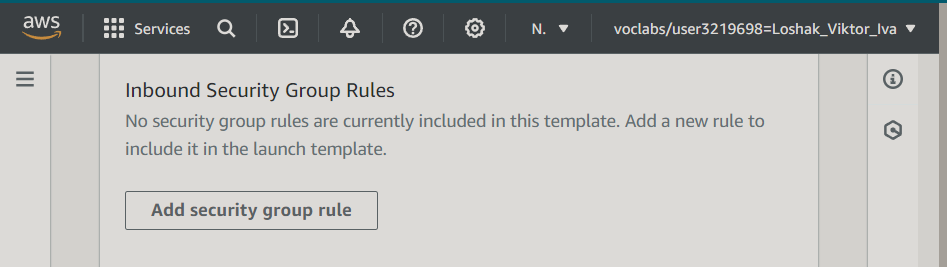 aws
Services
N.
voclabs/user3219698=Loshak_Viktor_Iva
Inbound Security Group Rules
No security group rules are currently included in this template. Add a new rule to
include it in the launch template.
Add security group rule